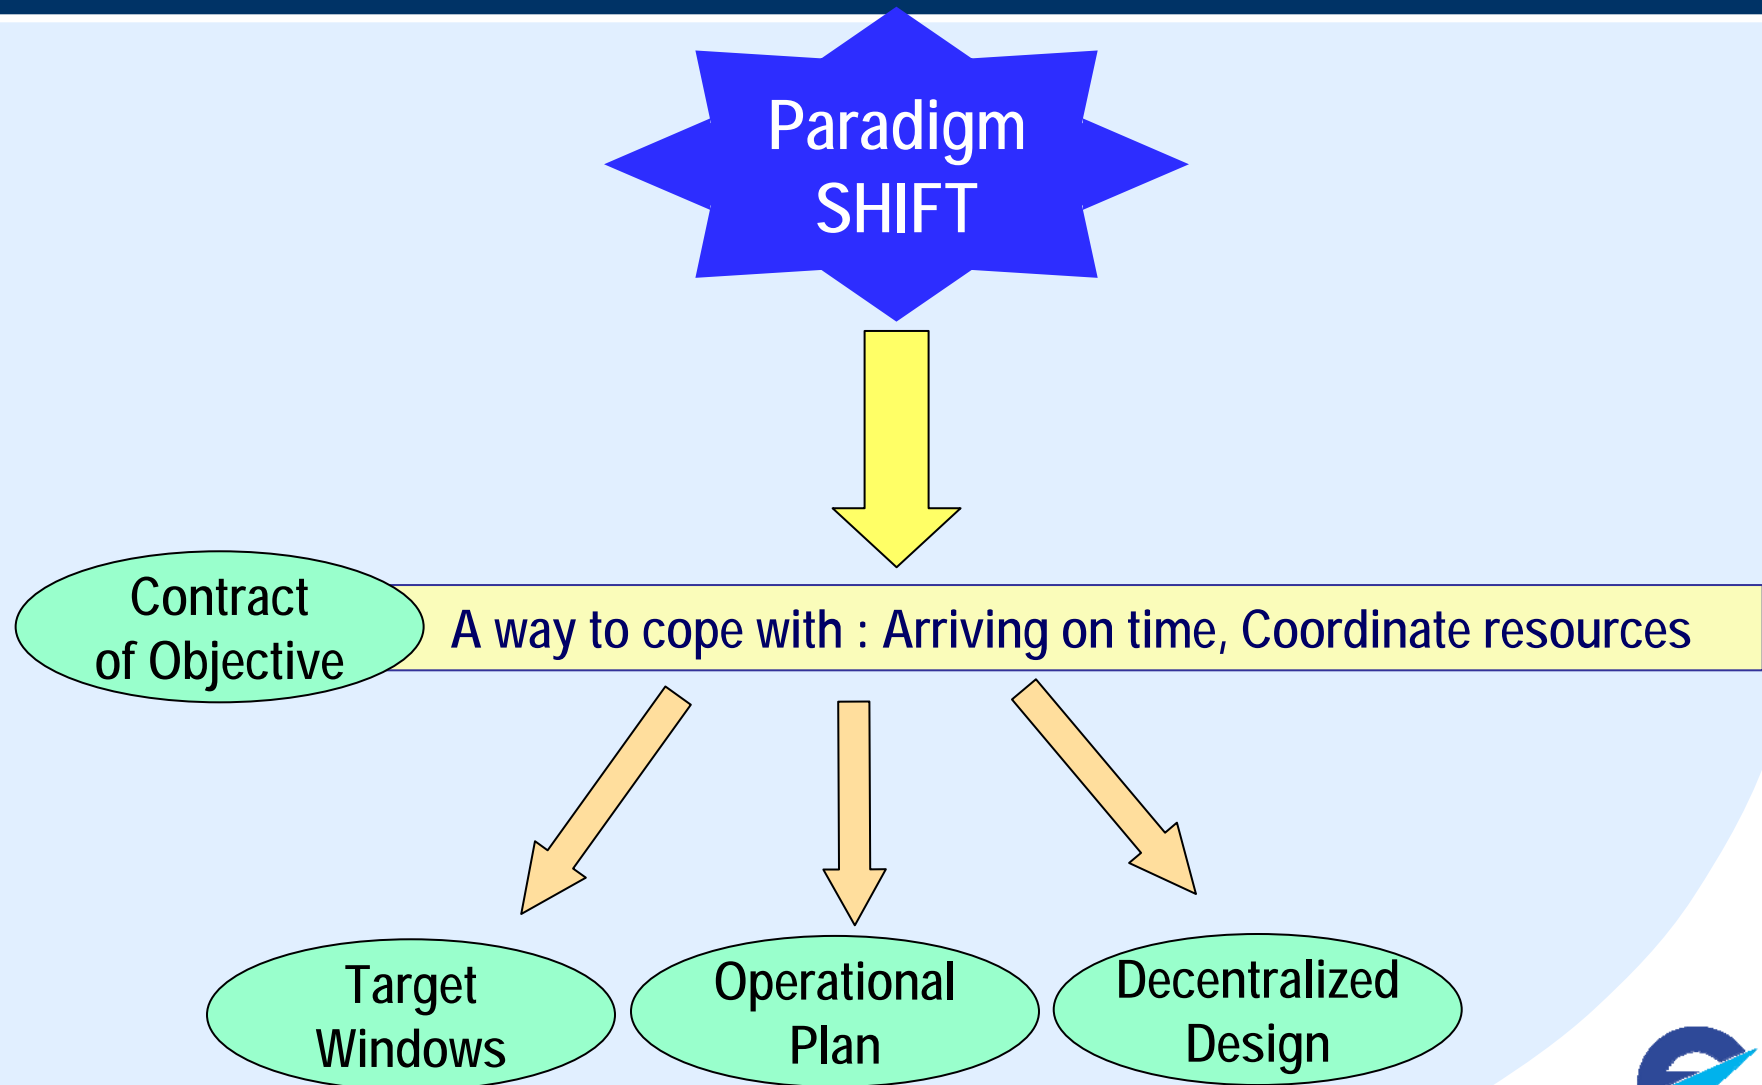 Paradigm
SHIFT
Contract
of Objective
A way to cope with : Arriving on time, Coordinate resources
Target
Windows
Operational
Plan
Decentralized
Design